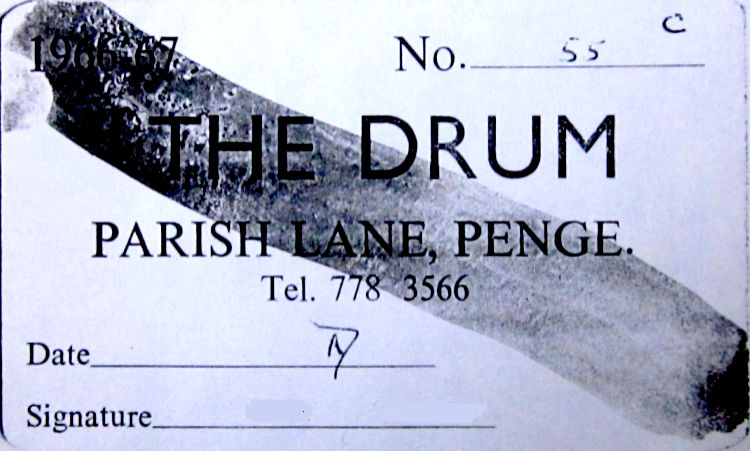 1966-67 No. 55 C
THE DRUM
PARISH LANE, PENGE.
Tel. 778 3566
Date
Signature